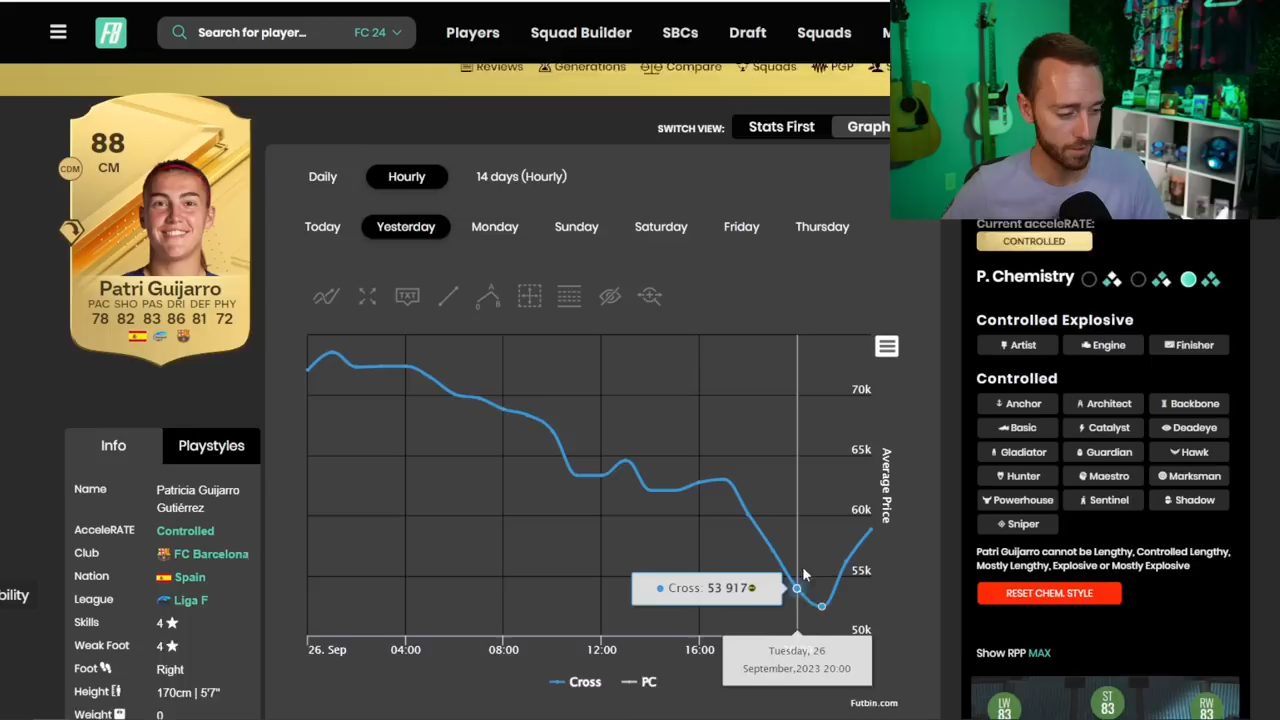 FB
Search for player...
FC 24
Players
Squad Builder
SBCs
Draft
Squads
M
Reviews
Generations
Compare
Squads
PGP
88
CM
CDM
Patri Guijarro
PAC SHO PAS DRI DEF PHY
78 82 83 86 81 72
SWITCH VIEW:
Stats First
Graph
Daily
Hourly
14 days (Hourly)
Today
Yesterday
Monday
Sunday
Saturday
Friday
Thursday
TXT
A
B
0
70k
65k
60k
55k
50k
Average Price
Cross: 53 917
26. Sep
04:00
08:00
12:00
16:00
Tuesday, 26
September,2023 20:00
Cross
PC
Futbin.com
Info
Playstyles
Name
Patricia Guijarro
Gutiérrez
AcceleRATE
Controlled
Club
FC Barcelona
Nation
Spain
League
Liga F
Skills
4
Weak Foot
4
Foot
Right
Height
170cm | 5'7"
Weight
0
bility
Current acceleRATE
CONTROLLED
P. Chemistry
Controlled Explosive
Artist
Engine
Finisher
Controlled
Anchor
Architect
Backbone
Basic
Catalyst
Deadeye
Gladiator
Guardian
Hawk
Hunter
Maestro
Marksman
Powerhouse
Sentinel
Shadow
Sniper
Patri Guijarro cannot be Lengthy, Controlled Lengthy,
Mostly Lengthy, Explosive or Mostly Explosive
RESET CHEM. STYLE
Show RPP MAX
LW
83
ST
83
RW
83